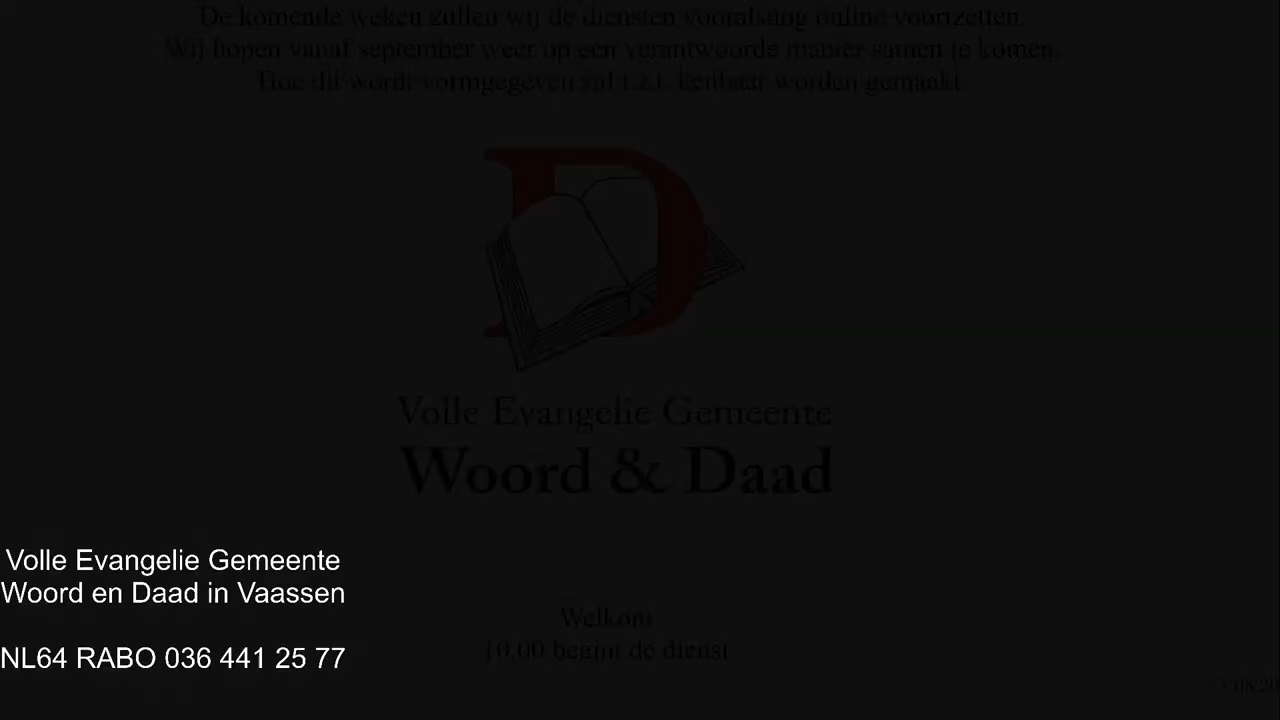 De komende weken zullen wij de diensten vooralsnog online voortzetten.
Wij hopen vanaf september weer op een verantwoorde manier samen te komen.
Hoe dit wordt vormgegeven zal t.z.t. kenbaar worden gemaakt.
Volle Evangelie Gemeente
Woord & Daad
Volle Evangelie Gemeente
Woord en Daad in Vaassen
NL64 RABO 036 441 25 77
Welkom
10.00 begint de dienst